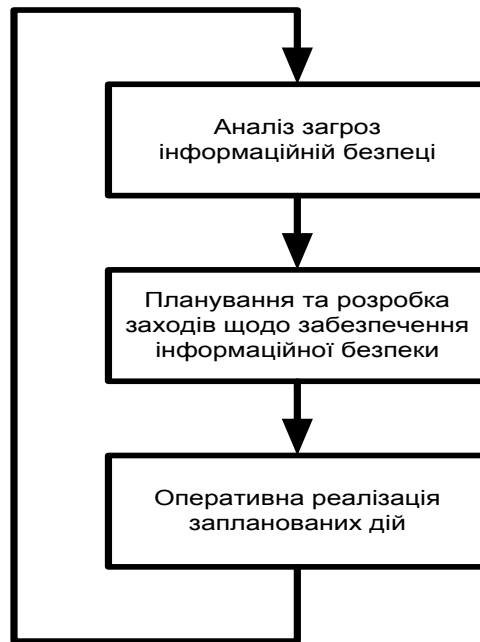 Аналіз загроз
інформаційній безпеці
Планування та розробка
заходів щодо забезпечення
інформаційної безпеки
Оперативна реалізація
запланованих дій